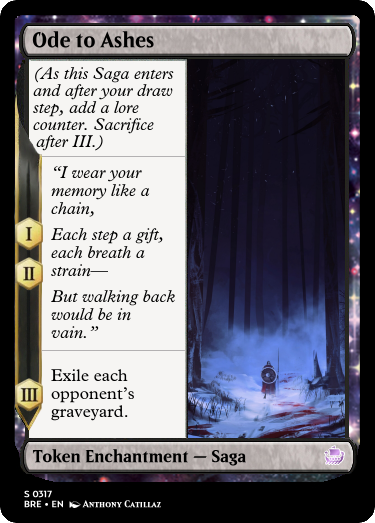 Ode to Ashes
(As this Saga enters
and after your draw
step, add a lore
counter. Sacrifice
after III.)
“I wear your
memory like a
chain,
I
Each step a gift,
each breath a
strain—
II
But walking back
would be in
vain.”
III
Exile each
opponent's
graveyard.
Token Enchantment — Saga
S 0317
BRE • EN Anthony Catillaz